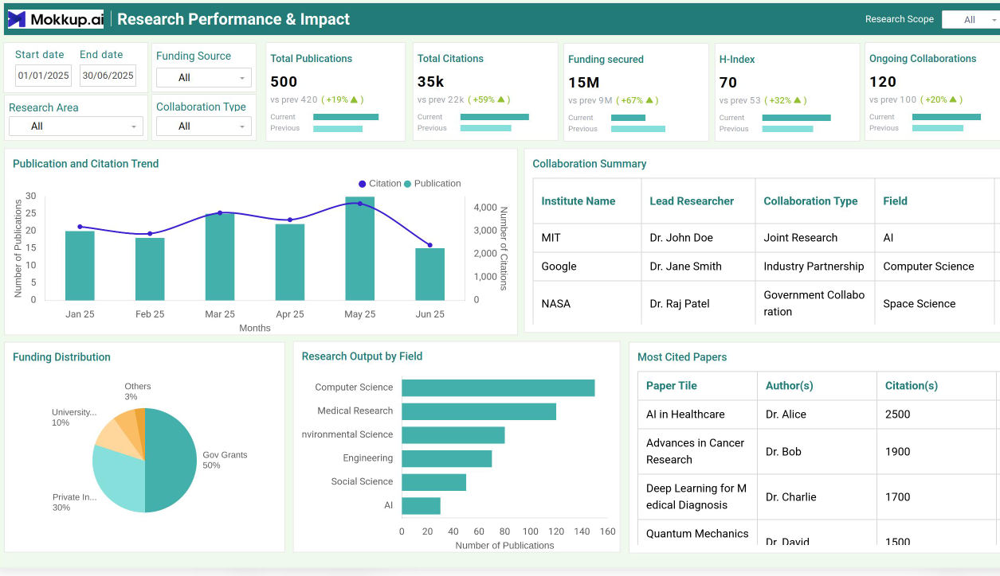 Mokkup.ai
Research Performance & Impact
Research Scope
All
Start date
End date
01/01/2025
30/06/2025
Funding Source
All
Research Area
All
Collaboration Type
All
Total Publications
500
vs prev 420 ( +19% ▲ )
Current
Previous
Total Citations
35k
vs prev 22k ( +59% ▲ )
Current
Previous
Funding secured
15M
vs prev 9M ( +67% ▲ )
Current
Previous
H-Index
70
vs prev 53 ( +32% ▲ )
Current
Previous
Ongoing Collaborations
120
vs prev 100 ( +20% ▲ )
Current
Previous
Publication and Citation Trend
Citation
Publication
Number of Publications
30
25
20
15
10
5
0
4,000
3,000
2,000
1,000
0
Number of Citations
Jan 25
Feb 25
Mar 25
Apr 25
May 25
Jun 25
Months
Collaboration Summary
Institute Name
Lead Researcher
Collaboration Type
Field
MIT
Dr. John Doe
Joint Research
AI
Google
Dr. Jane Smith
Industry Partnership
Computer Science
NASA
Dr. Raj Patel
Government Collabo
ration
Space Science
Funding Distribution
Others
3%
University...
10%
Gov Grants
50%
Private In...
30%
Research Output by Field
Computer Science
Medical Research
nvironmental Science
Engineering
Social Science
AI
0
20
40
60
80
100
120
140
160
Number of Publications
Most Cited Papers
Paper Tile
Author(s)
Citation(s)
AI in Healthcare
Dr. Alice
2500
Advances in Cancer
Research
Dr. Bob
1900
Deep Learning for M
edical Diagnosis
Dr. Charlie
1700
Quantum Mechanics
Dr. David
1500